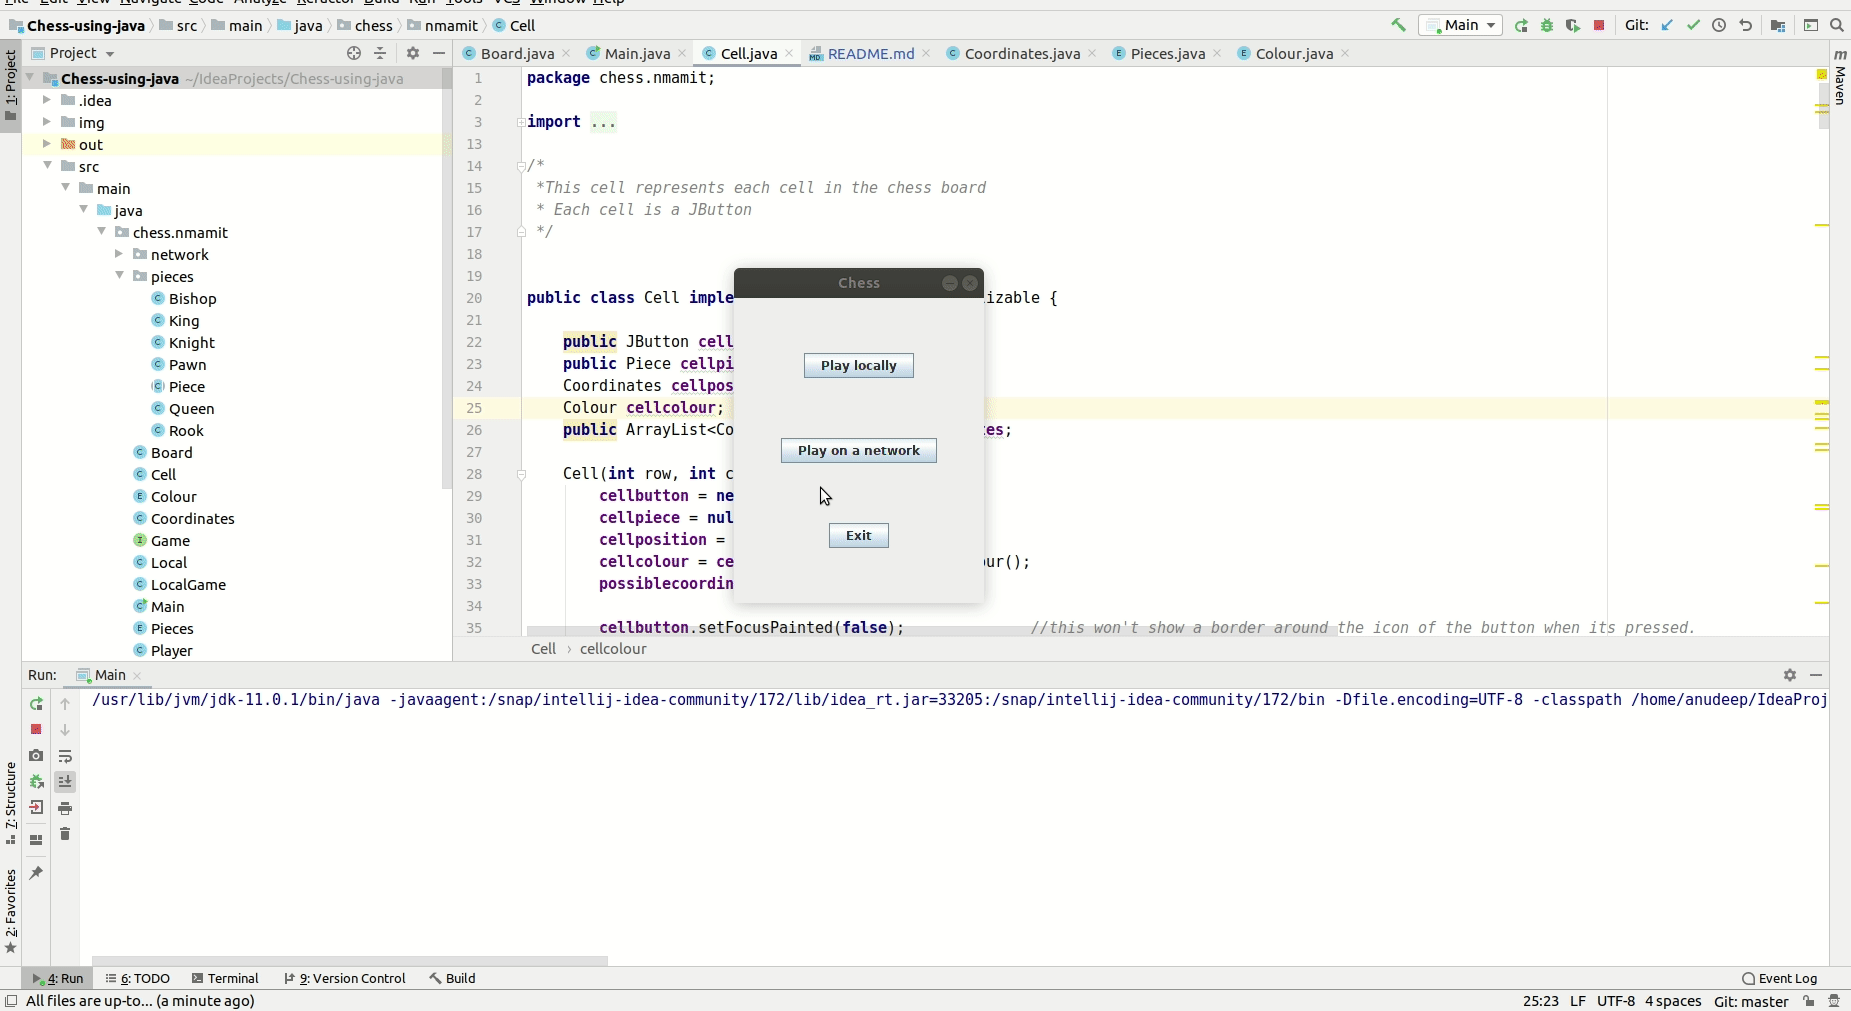 File Edit View Navigate Code Analyze Refactor Build Run Tools VCS Window Help
Chess-using-java src main java chess nmamit Cell
Main Git:
1: Project
Project
Board.java Main.java Cell.java README.md Coordinates.java Pieces.java Colour.java
Maven
Chess-using-java ~/IdeaProjects/Chess-using-java
.idea
img
out
src
main
java
chess.nmamit
network
pieces
Bishop
King
Knight
Pawn
Piece
Queen
Rook
Board
Cell
Colour
Coordinates
Game
Local
LocalGame
Main
Pieces
Player
1 package chess.nmamit;
2
3 import ...
13
14 /*
15 *This cell represents each cell in the chess board
16 * Each cell is a JButton
17 */
18
19
20 public class Cell imple izable {
21
22 public JButton cell
23 public Piece cellpi
24 Coordinates cellpos
25 Colour cellcolour;
26 public ArrayList<Co es;
27
28 Cell(int row, int c
29 cellbutton = ne
30 cellpiece = nul
31 cellposition =
32 cellcolour = ce ur();
33 possiblecoordin
34
35 cellbutton.setFocusPainted(false); //this won't show a border around the icon of the button when its pressed.
Chess
Play locally
Play on a network
Exit
Cell › cellcolour
Run: Main
/usr/lib/jvm/jdk-11.0.1/bin/java -javaagent:/snap/intellij-idea-community/172/lib/idea_rt.jar=33205:/snap/intellij-idea-community/172/bin -Dfile.encoding=UTF-8 -classpath /home/anudeep/IdeaProj
7: Structure
2: Favorites
4: Run 6: TODO Terminal 9: Version Control Build Event Log
All files are up-to... (a minute ago) 25:23 LF UTF-8 4 spaces Git: master